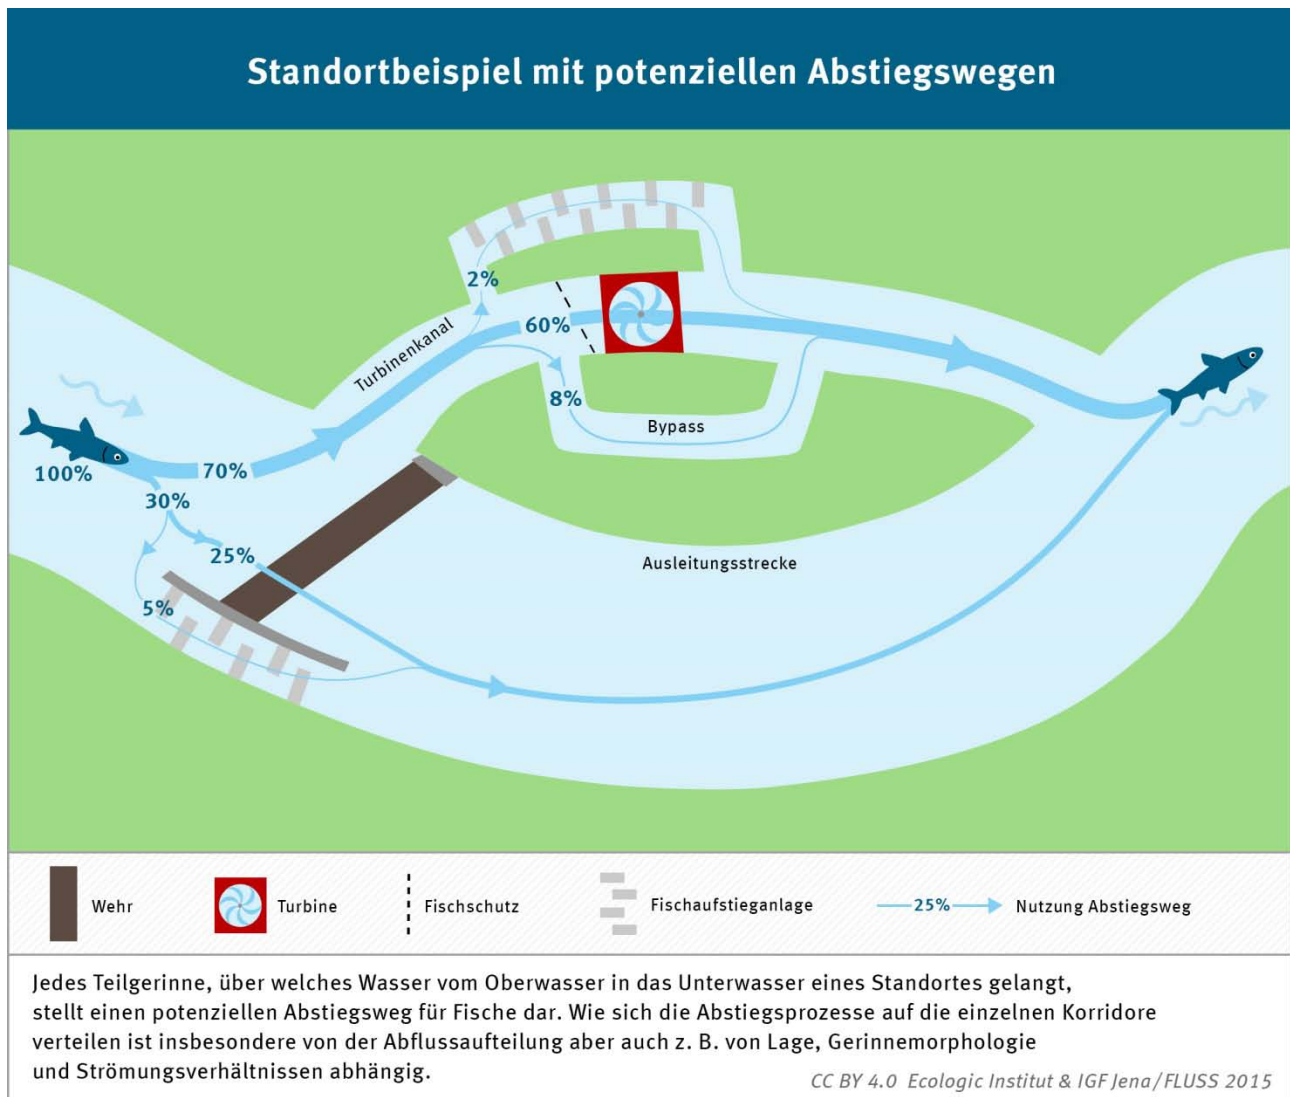 Standortbeispiel mit potenziellen Abstiegswegen
2%
60%
Turbinenkanal
8%
Bypass
100%
70%
30%
25%
Ausleitungsstrecke
5%
Wehr
Turbine
Fischschutz
Fischaufstieganlage
25%
Nutzung Abstiegsweg
Jedes Teilgerinne, über welches Wasser vom Oberwasser in das Unterwasser eines Standortes gelangt,
stellt einen potenziellen Abstiegsweg für Fische dar. Wie sich die Abstiegsprozesse auf die einzelnen Korridore
verteilen ist insbesondere von der Abflussaufteilung aber auch z. B. von Lage, Gerinnemorphologie
und Strömungsverhältnissen abhängig.
CC BY 4.0 Ecologic Institut & IGF Jena/FLUSS 2015